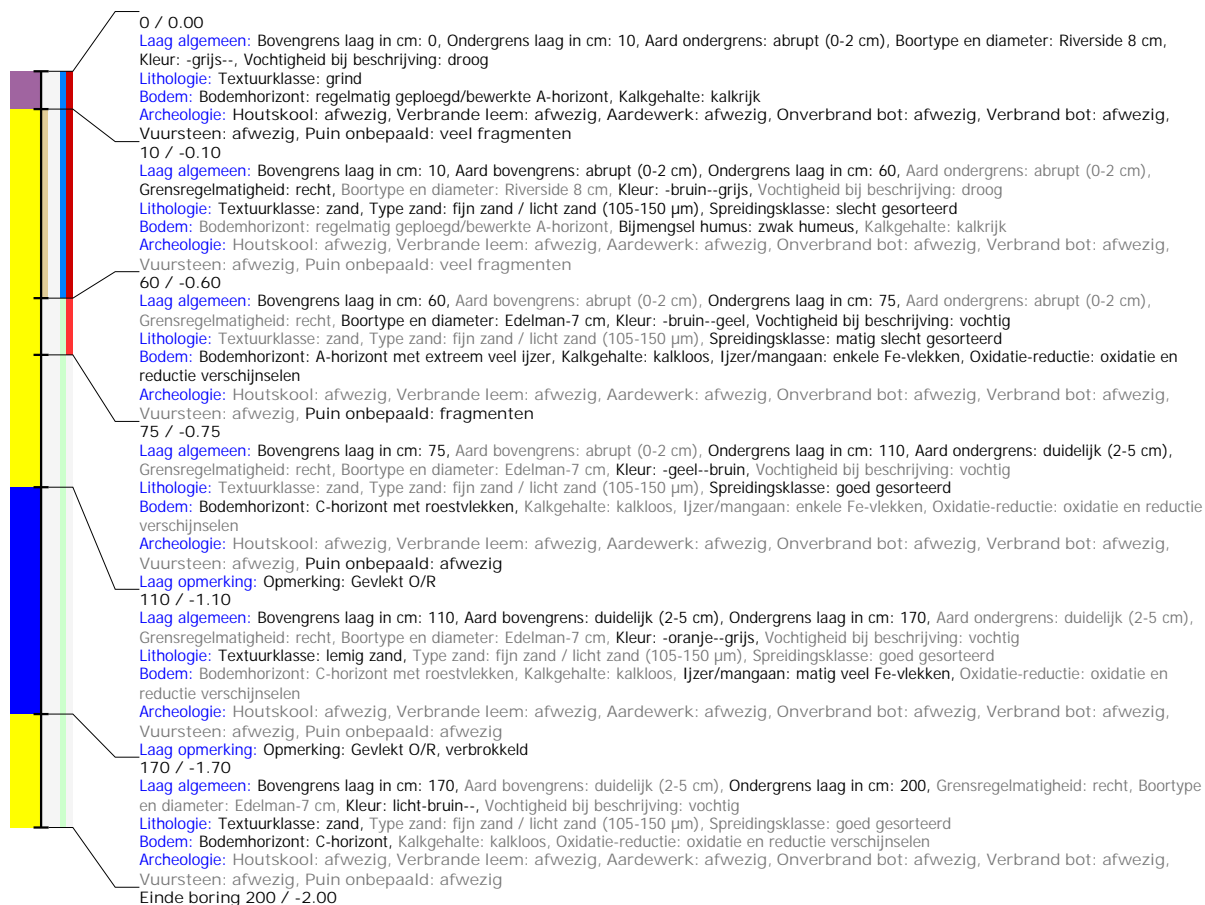 0 / 0.00
Laag algemeen: Bovengrens laag in cm: 0, Ondergrens laag in cm: 10, Aard ondergrens: abrupt (0-2 cm), Boortype en diameter: Riverside 8 cm,
Kleur: -grijs--, Vochtigheid bij beschrijving: droog
Lithologie: Textuurklasse: grind
Bodem: Bodemhorizont: regelmatig geploegd/bewerkte A-horizont, Kalkgehalte: kalkrijk
Archeologie: Houtskool: afwezig, Verbrande leem: afwezig, Aardewerk: afwezig, Onverbrand bot: afwezig, Verbrand bot: afwezig,
Vuursteen: afwezig, Puin onbepaald: veel fragmenten
10 / -0.10
Laag algemeen: Bovengrens laag in cm: 10, Aard bovengrens: abrupt (0-2 cm), Ondergrens laag in cm: 60, Aard ondergrens: abrupt (0-2 cm),
Grensregelmatigheid: recht, Boortype en diameter: Riverside 8 cm, Kleur: -bruin--grijs, Vochtigheid bij beschrijving: droog
Lithologie: Textuurklasse: zand, Type zand: fijn zand / licht zand (105-150 µm), Spreidingsklasse: slecht gesorteerd
Bodem: Bodemhorizont: regelmatig geploegd/bewerkte A-horizont, Bijmengsel humus: zwak humeus, Kalkgehalte: kalkrijk
Archeologie: Houtskool: afwezig, Verbrande leem: afwezig, Aardewerk: afwezig, Onverbrand bot: afwezig, Verbrand bot: afwezig,
Vuursteen: afwezig, Puin onbepaald: veel fragmenten
60 / -0.60
Laag algemeen: Bovengrens laag in cm: 60, Aard bovengrens: abrupt (0-2 cm), Ondergrens laag in cm: 75, Aard ondergrens: abrupt (0-2 cm),
Grensregelmatigheid: recht, Boortype en diameter: Edelman-7 cm, Kleur: -bruin--geel, Vochtigheid bij beschrijving: vochtig
Lithologie: Textuurklasse: zand, Type zand: fijn zand / licht zand (105-150 µm), Spreidingsklasse: matig slecht gesorteerd
Bodem: Bodemhorizont: A-horizont met extreem veel ijzer, Kalkgehalte: kalkloos, Ijzer/mangaan: enkele Fe-vlekken, Oxidatie-reductie: oxidatie en
reductie verschijnselen
Archeologie: Houtskool: afwezig, Verbrande leem: afwezig, Aardewerk: afwezig, Onverbrand bot: afwezig, Verbrand bot: afwezig,
Vuursteen: afwezig, Puin onbepaald: fragmenten
75 / -0.75
Laag algemeen: Bovengrens laag in cm: 75, Aard bovengrens: abrupt (0-2 cm), Ondergrens laag in cm: 110, Aard ondergrens: duidelijk (2-5 cm),
Grensregelmatigheid: recht, Boortype en diameter: Edelman-7 cm, Kleur: -geel--bruin, Vochtigheid bij beschrijving: vochtig
Lithologie: Textuurklasse: zand, Type zand: fijn zand / licht zand (105-150 µm), Spreidingsklasse: goed gesorteerd
Bodem: Bodemhorizont: C-horizont met roestvlekken, Kalkgehalte: kalkloos, Ijzer/mangaan: enkele Fe-vlekken, Oxidatie-reductie: oxidatie en reductie
verschijnselen
Archeologie: Houtskool: afwezig, Verbrande leem: afwezig, Aardewerk: afwezig, Onverbrand bot: afwezig, Verbrand bot: afwezig,
Vuursteen: afwezig, Puin onbepaald: afwezig
Laag opmerking: Opmerking: Gevlekt O/R
110 / -1.10
Laag algemeen: Bovengrens laag in cm: 110, Aard bovengrens: duidelijk (2-5 cm), Ondergrens laag in cm: 170, Aard ondergrens: duidelijk (2-5 cm),
Grensregelmatigheid: recht, Boortype en diameter: Edelman-7 cm, Kleur: -oranje--grijs, Vochtigheid bij beschrijving: vochtig
Lithologie: Textuurklasse: lemig zand, Type zand: fijn zand / licht zand (105-150 µm), Spreidingsklasse: goed gesorteerd
Bodem: Bodemhorizont: C-horizont met roestvlekken, Kalkgehalte: kalkloos, Ijzer/mangaan: matig veel Fe-vlekken, Oxidatie-reductie: oxidatie en
reductie verschijnselen
Archeologie: Houtskool: afwezig, Verbrande leem: afwezig, Aardewerk: afwezig, Onverbrand bot: afwezig, Verbrand bot: afwezig,
Vuursteen: afwezig, Puin onbepaald: afwezig
Laag opmerking: Opmerking: Gevlekt O/R, verbrokkeld
170 / -1.70
Laag algemeen: Bovengrens laag in cm: 170, Aard bovengrens: duidelijk (2-5 cm), Ondergrens laag in cm: 200, Grensregelmatigheid: recht, Boortype
en diameter: Edelman-7 cm, Kleur: licht-bruin--, Vochtigheid bij beschrijving: vochtig
Lithologie: Textuurklasse: zand, Type zand: fijn zand / licht zand (105-150 µm), Spreidingsklasse: goed gesorteerd
Bodem: Bodemhorizont: C-horizont, Kalkgehalte: kalkloos, Oxidatie-reductie: oxidatie en reductie verschijnselen
Archeologie: Houtskool: afwezig, Verbrande leem: afwezig, Aardewerk: afwezig, Onverbrand bot: afwezig, Verbrand bot: afwezig,
Vuursteen: afwezig, Puin onbepaald: afwezig
Einde boring 200 / -2.00